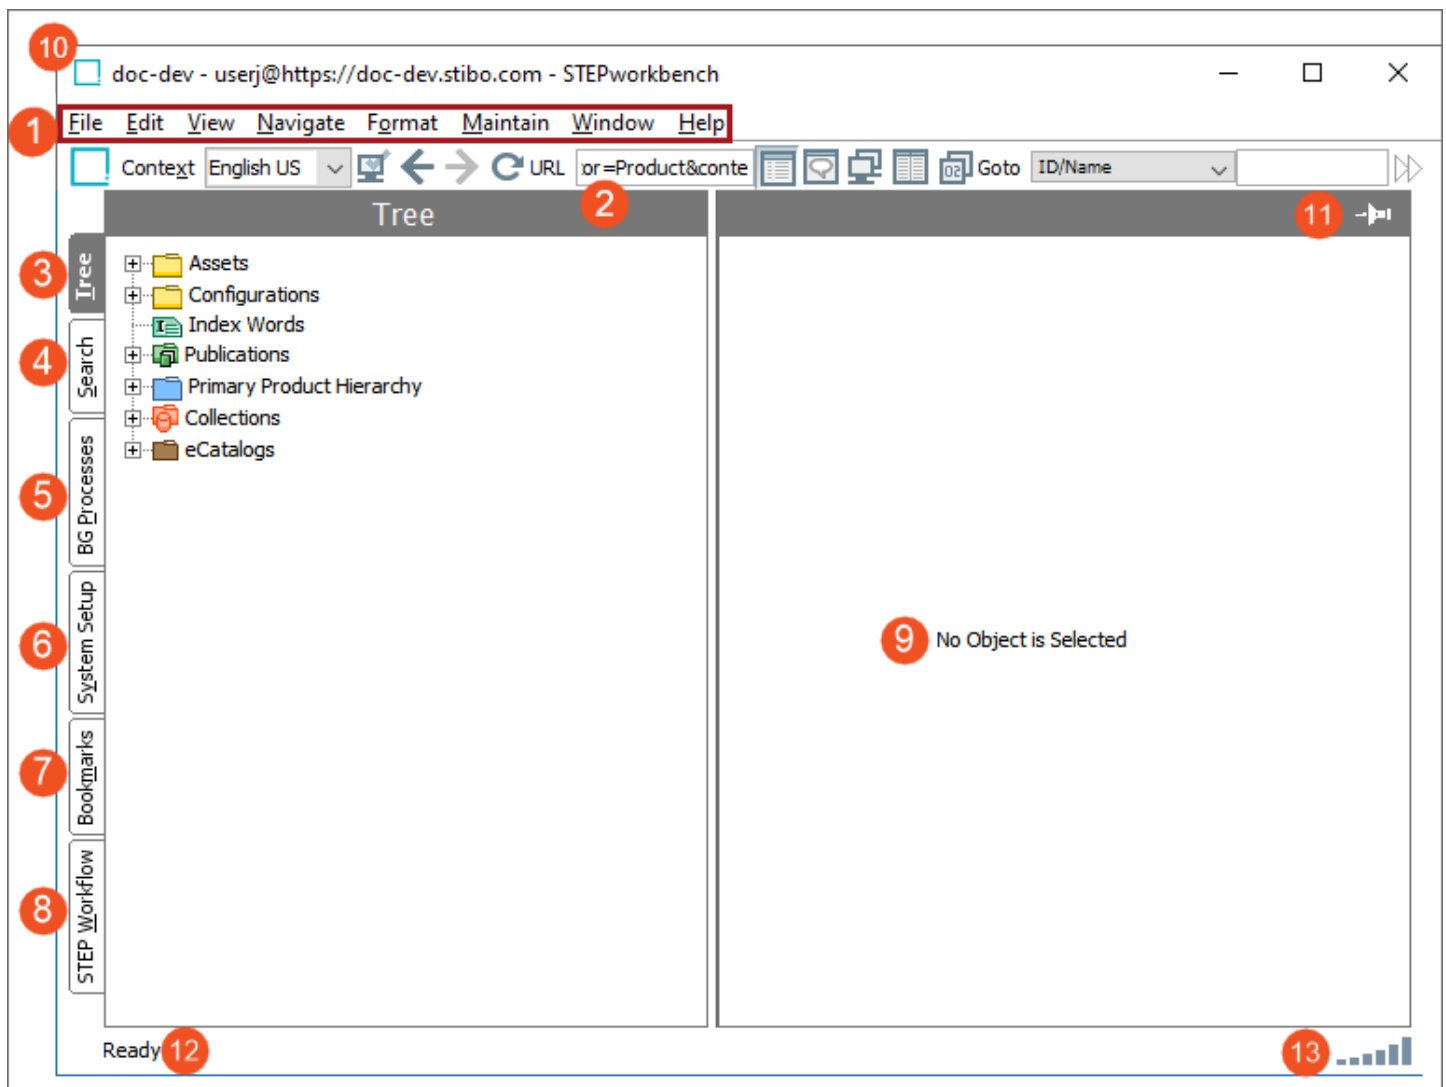 10
doc-dev - userj@https://doc-dev.stibo.com - STEPworkbench
1
File Edit View Navigate Format Maintain Window Help
Context English US URL or=Product&conte 02 Goto ID/Name
2
Tree
11
3
Tree
Assets
Configurations
Index Words
Publications
Primary Product Hierarchy
Collections
eCatalogs
4
Search
5
BG Processes
6
System Setup
9
No Object is Selected
7
Bookmarks
8
STEP Workflow
Ready
12
13